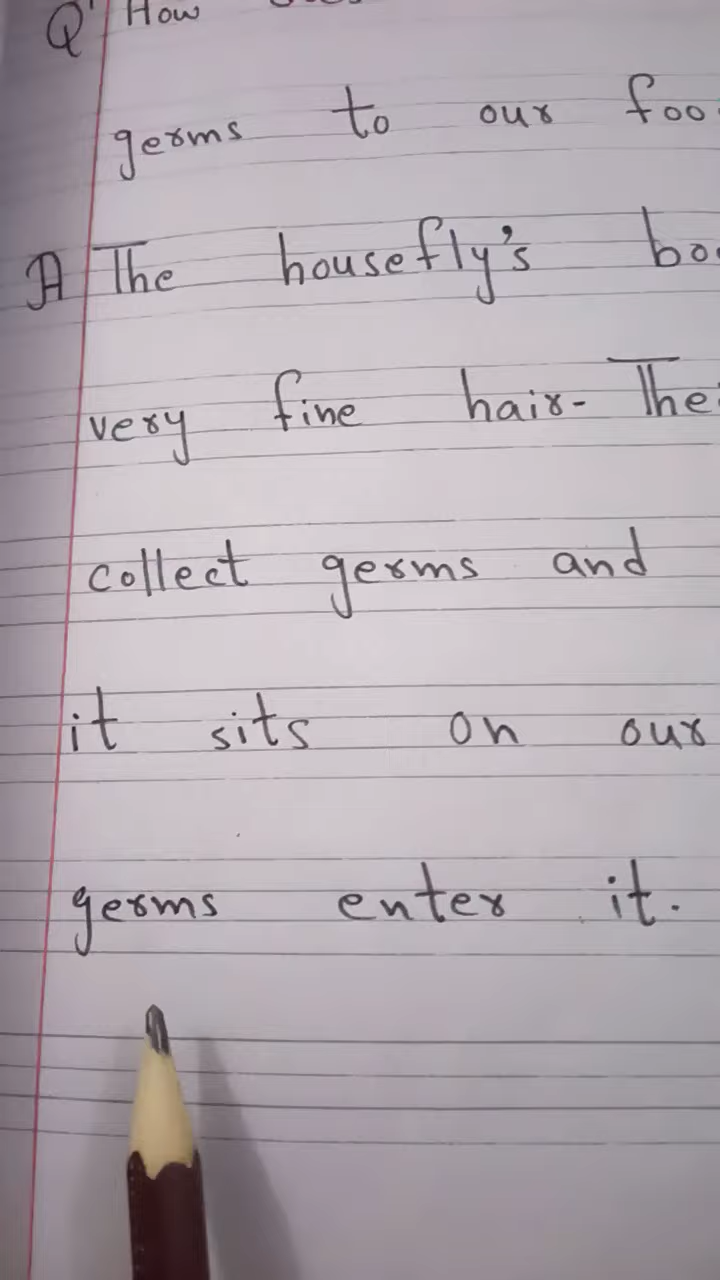 Q' How
germs to our foo
A The housefly's bo
very fine hair- The
collect germs and
it sits on our
germs enter it.